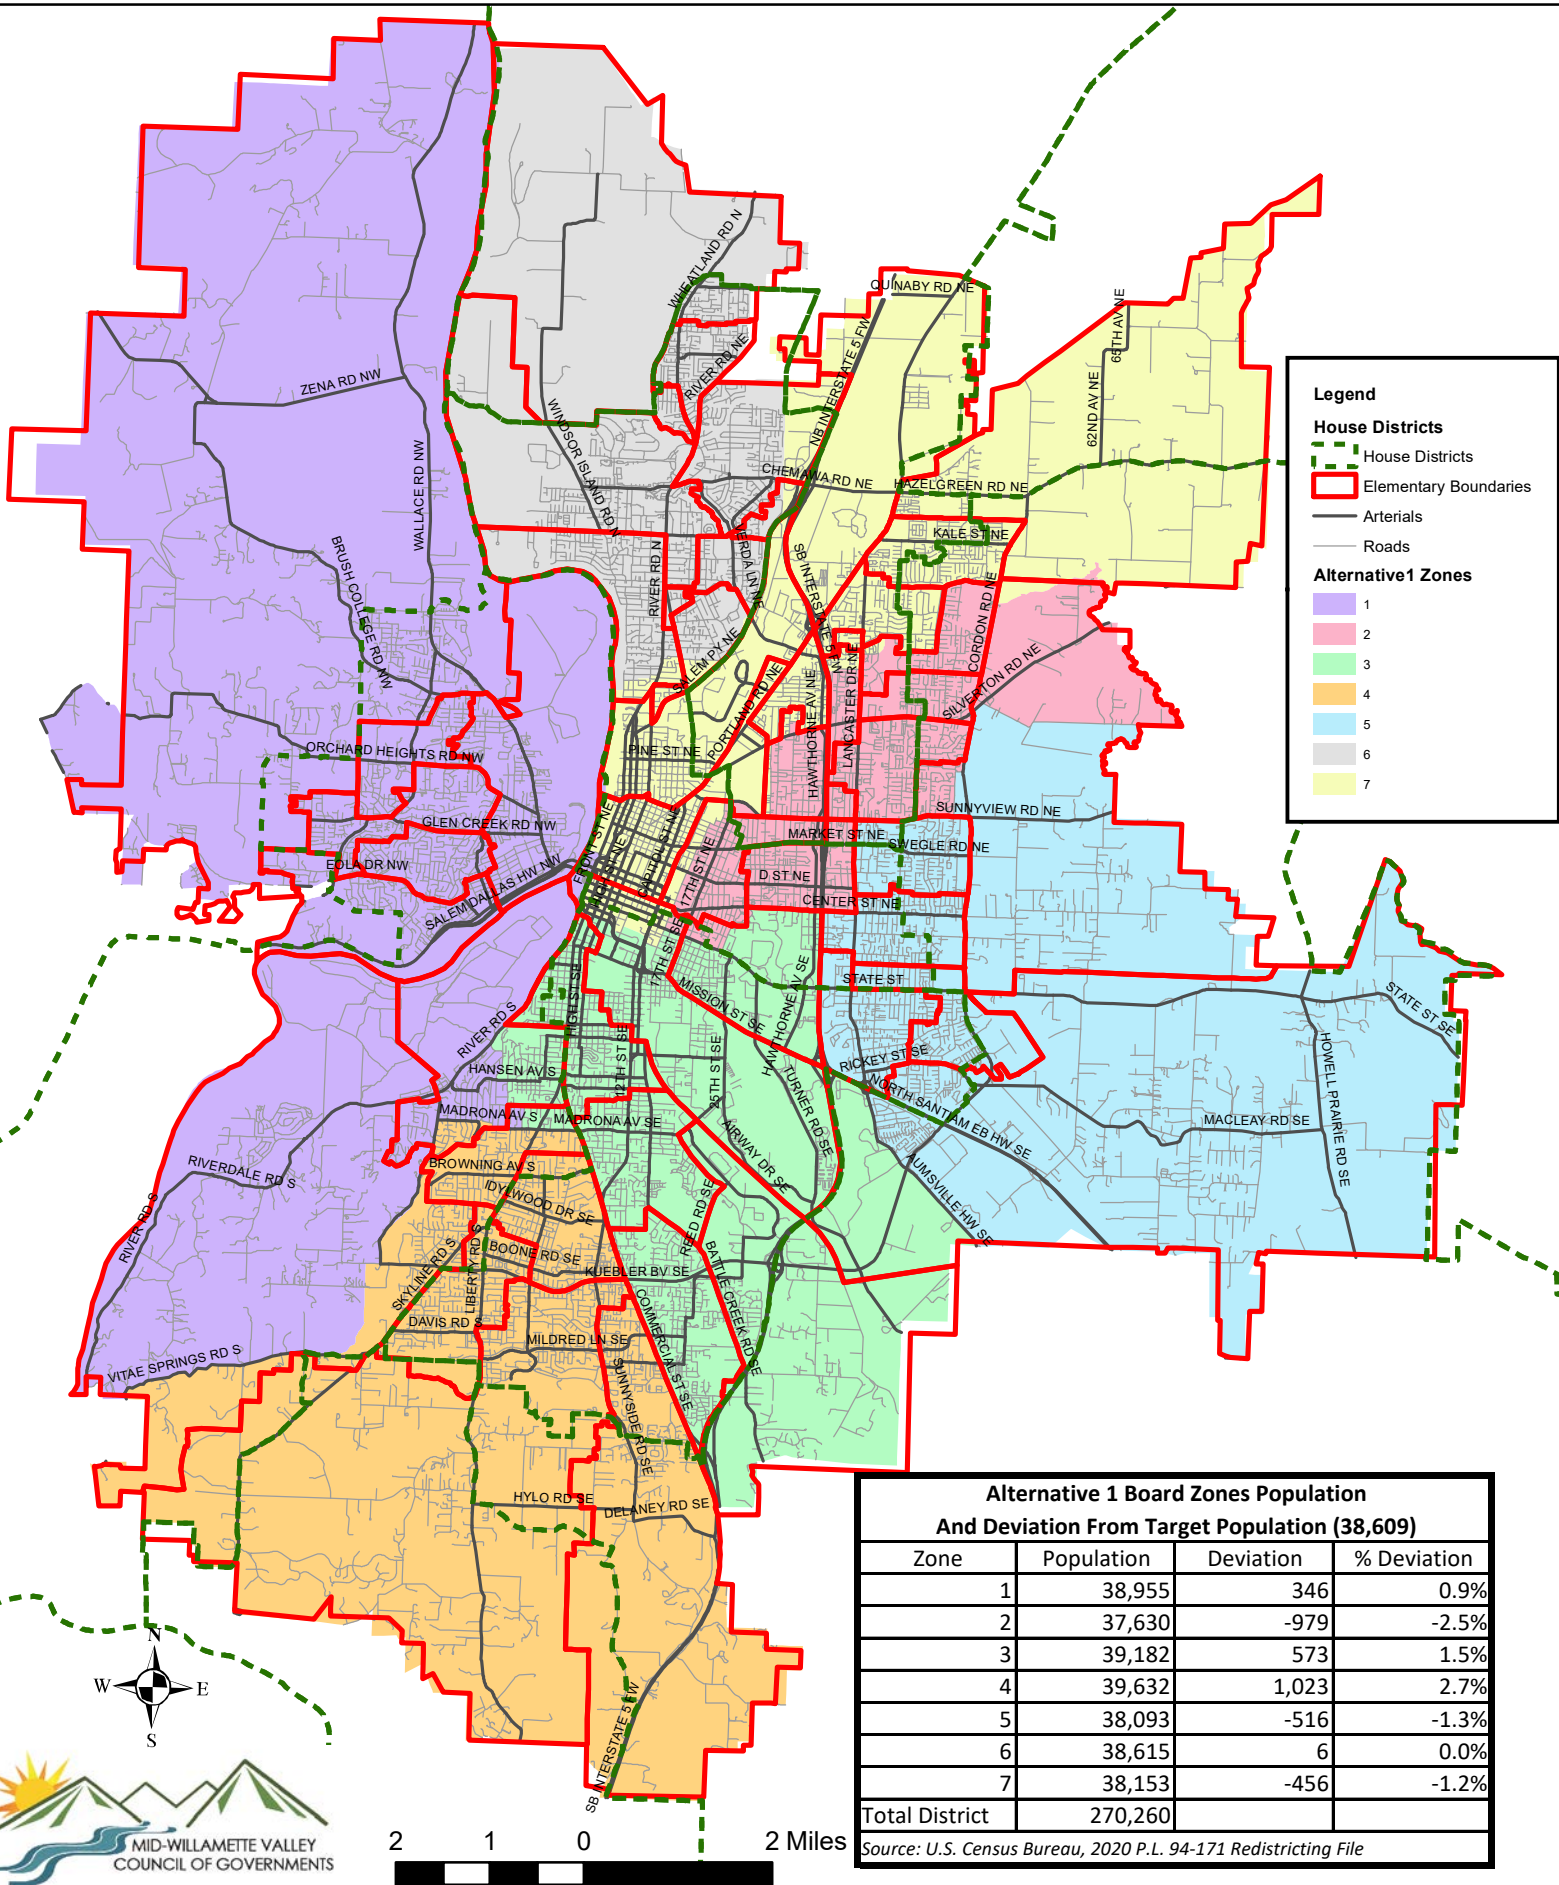 QUINABY RD NE
WHEATLAND RD N
65TH AV NE
NB INTERSTATE 5 FW
RIVER RD NE
ZENA RD NW
62ND AV NE
WINDSOR ISLAND RD N
WALLACE RD NW
CHEMAWA RD NE
HAZELGREEN RD NE
KALE ST NE
VERDA LN NE
BRUSH COLLEGE RD NW
RIVER RD N
SB INTERSTATE 5 FW
CORDON RD NE
SALEM PY NE
LANCASTER DR NE
SILVERTON RD NE
PORTLAND RD NE
HAWTHORNE AV NE
ORCHARD HEIGHTS RD NW
PINE ST NE
SUNNYVIEW RD NE
GLEN CREEK RD NW
FRONT ST NE
HIGH ST NE
CAPITOL ST NE
MARKET ST NE
SWEGLE RD NE
EOLA DR NW
17TH ST NE
D ST NE
CENTER ST NE
SALEM DALLAS HW NW
17TH ST SE
STATE ST
MISSION ST SE
HAWTHORNE AV SE
HIGH ST SE
STATE ST SE
RIVER RD S
12TH ST SE
25TH ST SE
RICKEY ST SE
HANSEN AV S
TURNER RD SE
NORTH SANTIAM EB HW SE
HOWELL PRAIRIE RD SE
MADRONA AV S
MADRONA AV SE
MACLEAY RD SE
AIRWAY DR SE
BROWNING AV S
RIVERDALE RD S
IDYLWOOD DR SE
AUMSVILLE HW SE
REED RD SE
RIVER RD S
BOONE RD SE
SKYLINE RD S
LIBERTY RD S
KUEBLER BV SE
BATTLE CREEK RD SE
COMMERCIAL ST SE
DAVIS RD S
MILDRED LN SE
VITAE SPRINGS RD S
SUNNYSIDE RD SE
HYLO RD SE
DELANEY RD SE
SB INTERSTATE 5 FW
Legend
House Districts
House Districts
Elementary Boundaries
Arterials
Roads
Alternative1 Zones
1
2
3
4
5
6
7
Alternative 1 Board Zones Population
And Deviation From Target Population (38,609)
Zone Population Deviation % Deviation
1 38,955 346 0.9%
2 37,630 -979 -2.5%
3 39,182 573 1.5%
4 39,632 1,023 2.7%
5 38,093 -516 -1.3%
6 38,615 6 0.0%
7 38,153 -456 -1.2%
Total District 270,260
Source: U.S. Census Bureau, 2020 P.L. 94-171 Redistricting File
N
W E
S
MID-WILLAMETTE VALLEY
COUNCIL OF GOVERNMENTS
2 1 0 2 Miles